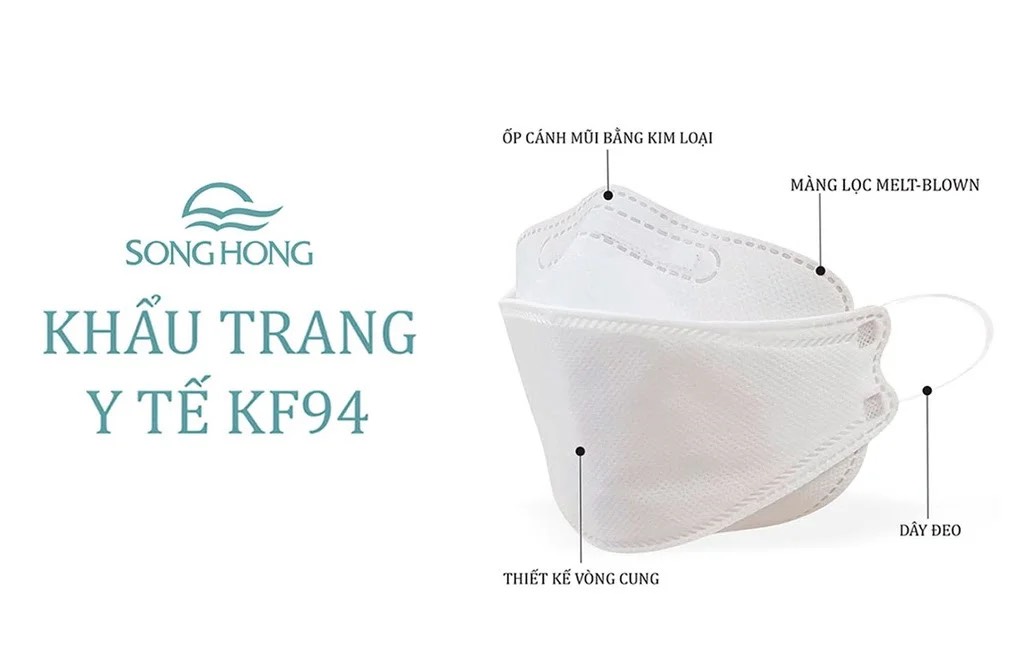 SONG HONG
KHẨU TRANG
Y TẾ KF94
ỐP CÁNH MŨI BẰNG KIM LOẠI
MÀNG LỌC MELT-BLOWN
DÂY ĐEO
THIẾT KẾ VÒNG CUNG